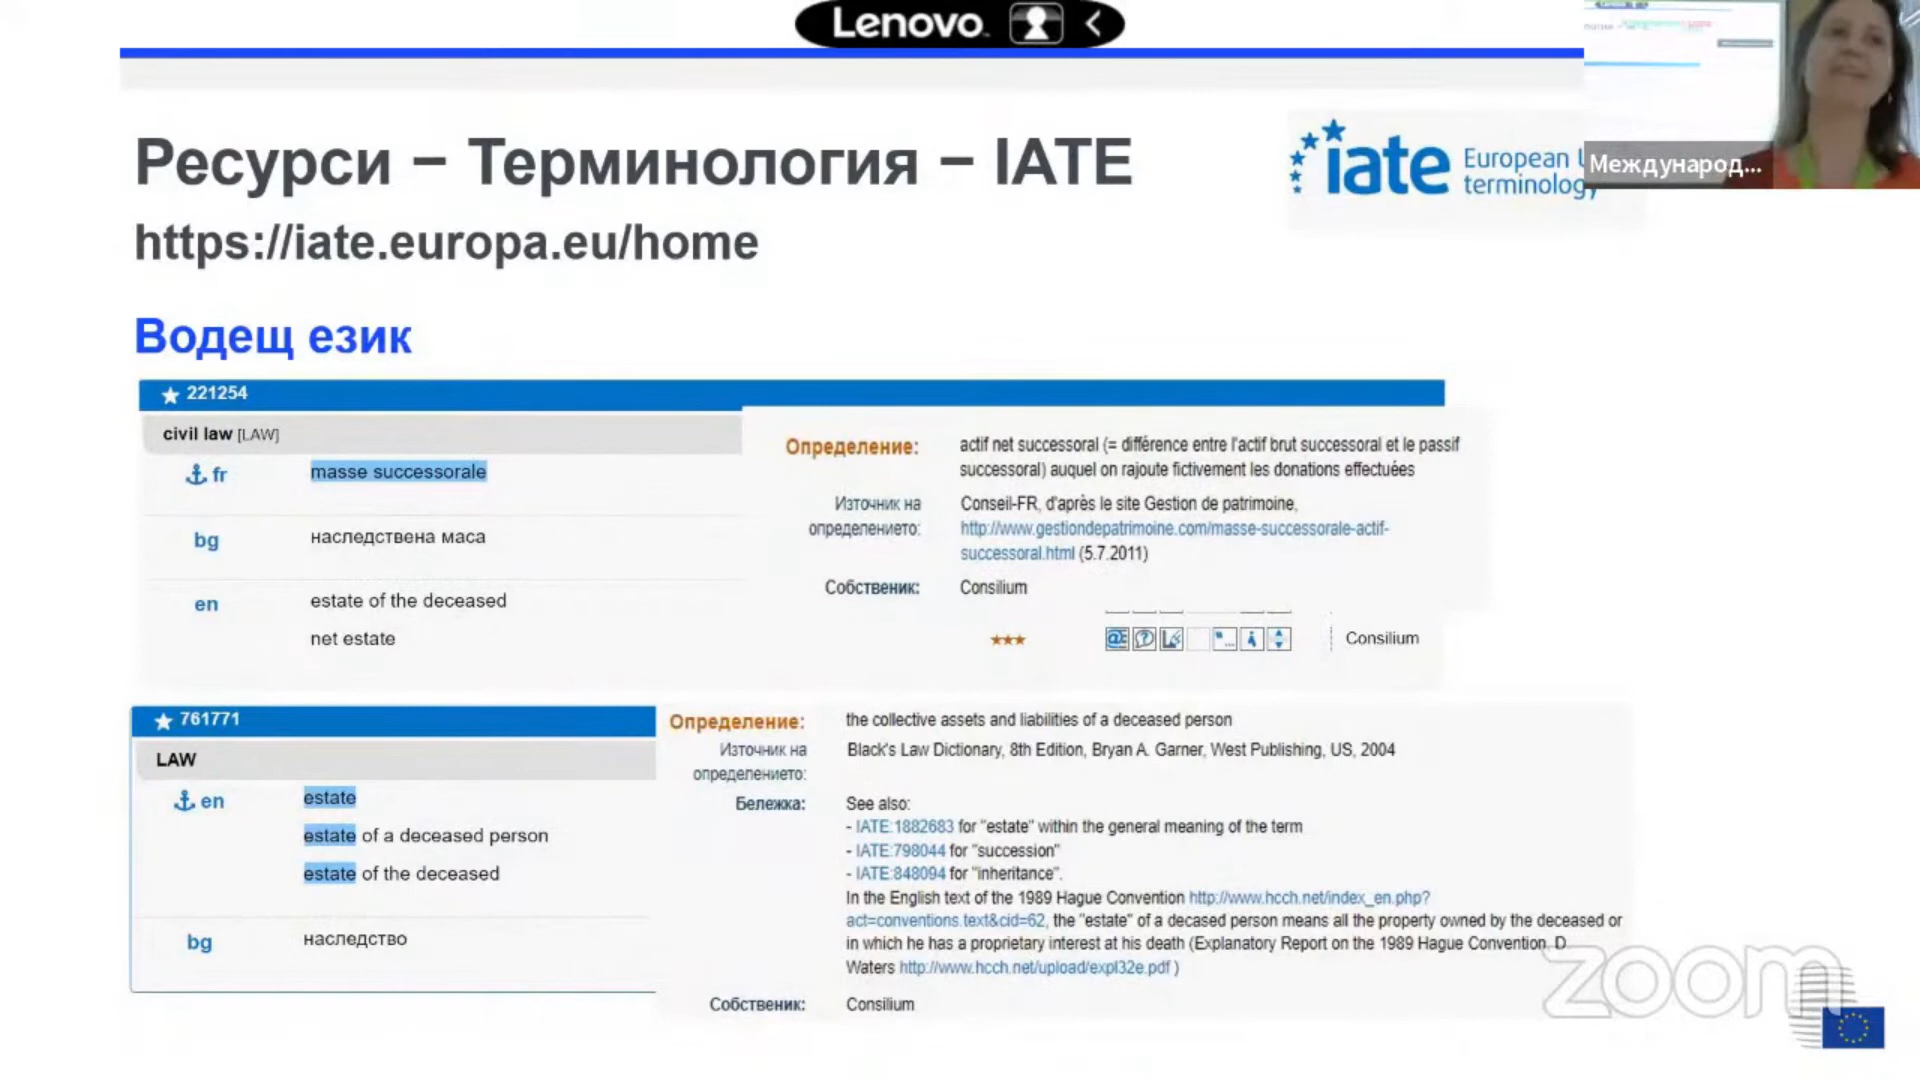 Lenovo
Международ...
Ресурси – Терминология – IATE
iate European
terminology
https://iate.europa.eu/home
Водещ език
221254
civil law [LAW]
fr masse successorale
bg наследствена маса
en estate of the deceased
net estate
Определение: actif net successoral (= différence entre l'actif brut successoral et le passif
successoral) auquel on rajoute fictivement les donations effectuées
Източник на Conseil-FR, d'après le site Gestion de patrimoine,
определението: http://www.gestiondepatrimoine.com/masse-successorale-actif-
successoral.html (5.7.2011)
Собственик: Consilium
Consilium
761771
LAW
en estate
estate of a deceased person
estate of the deceased
bg наследство
Определение: the collective assets and liabilities of a deceased person
Източник на Black's Law Dictionary, 8th Edition, Bryan A. Garner, West Publishing, US, 2004
определението:
Бележка: See also:
- IATE:1882683 for "estate" within the general meaning of the term
- IATE:798044 for "succession"
- IATE:848094 for "inheritance".
In the English text of the 1989 Hague Convention http://www.hcch.net/index_en.php?
act=conventions.text&cid=62, the "estate" of a decased person means all the property owned by the deceased or
in which he has a proprietary interest at his death (Explanatory Report on the 1989 Hague Convention. D.
Waters http://www.hcch.net/upload/expl32e.pdf )
Собственик: Consilium
zoom